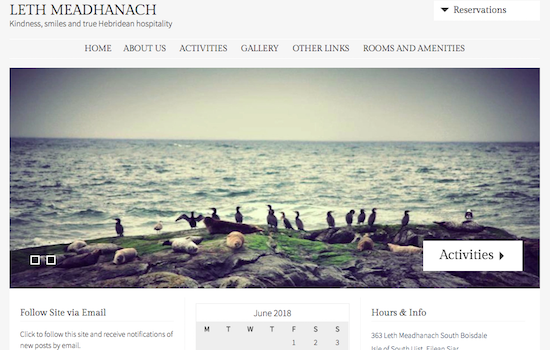 LETH MEADHANACH
Kindness, smiles and true Hebridean hospitality
Reservations
HOME ABOUT US ACTIVITIES GALLERY OTHER LINKS ROOMS AND AMENITIES
Activities
Follow Site via Email
Click to follow this site and receive notifications of
new posts by email.
June 2018
M T W T F S S
1 2 3
Hours & Info
363 Leth Meadhanach South Boisdale
Isle of South Uist, Eilean Siar